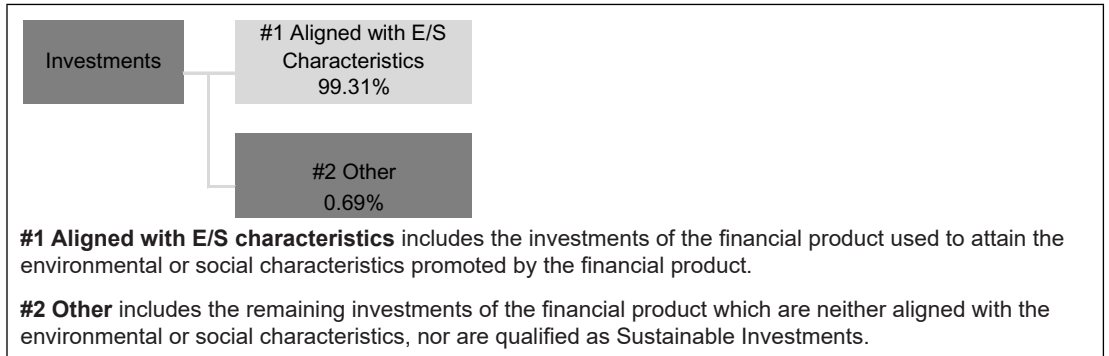 Investments
#1 Aligned with E/S
Characteristics
99.31%
#2 Other
0.69%
#1 Aligned with E/S characteristics includes the investments of the financial product used to attain the
environmental or social characteristics promoted by the financial product.
#2 Other includes the remaining investments of the financial product which are neither aligned with the
environmental or social characteristics, nor are qualified as Sustainable Investments.